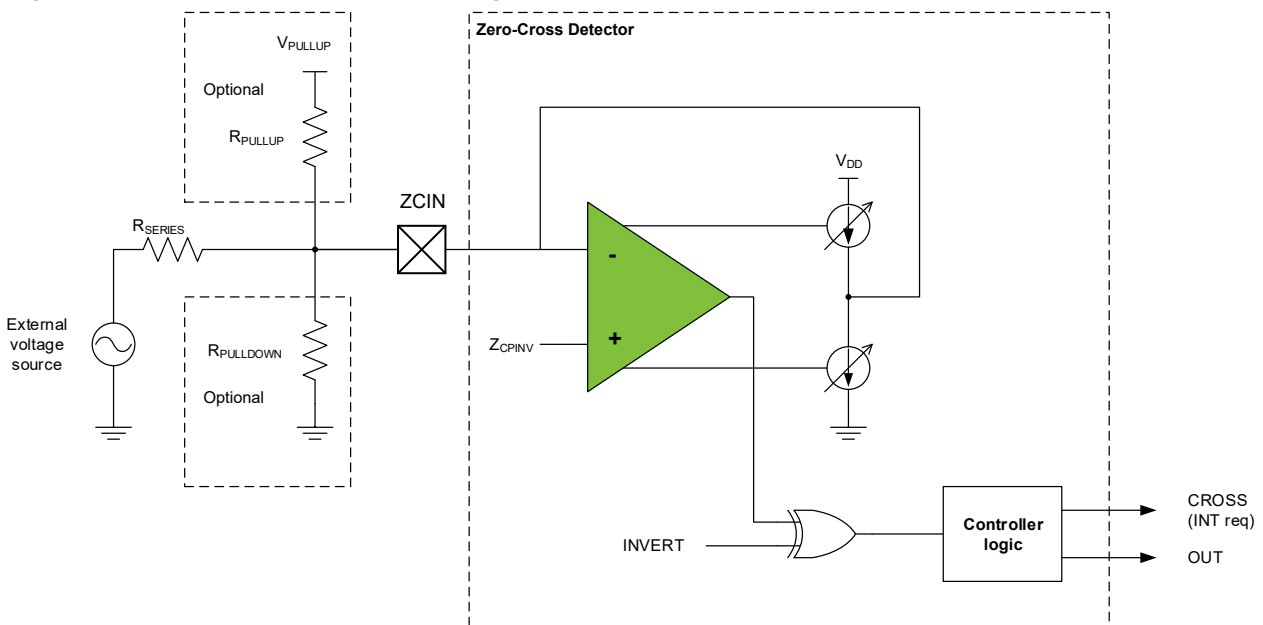 Zero-Cross Detector
VPULLUP
Optional
RPULLUP
VDD
ZCIN
RSERIES
-
External
voltage
source
+
ZCPINV
RPULLDOWN
Optional
CROSS
(INT req)
Controller
logic
INVERT
OUT